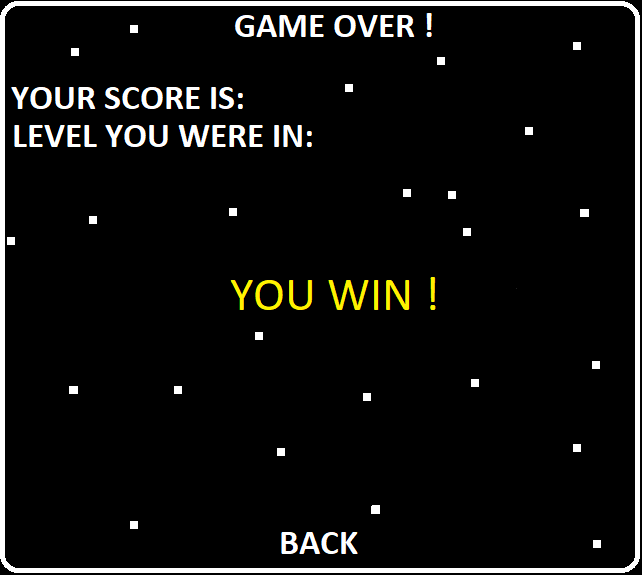 GAME OVER !
YOUR SCORE IS:
LEVEL YOU WERE IN:
YOU WIN !
BACK